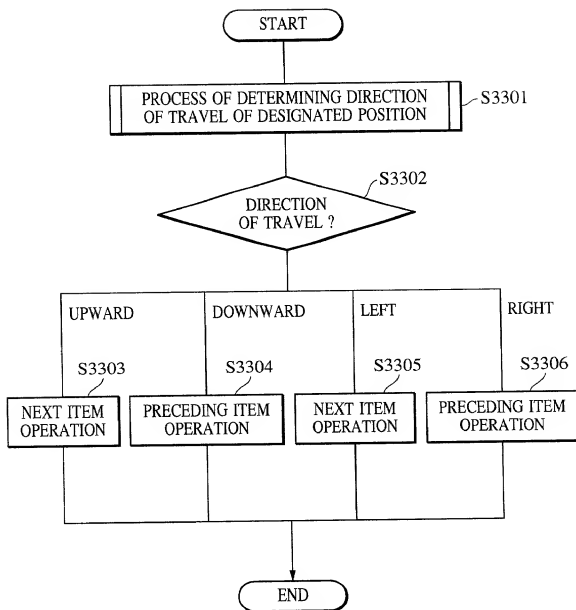 START
PROCESS OF DETERMINING DIRECTION
OF TRAVEL OF DESIGNATED POSITION
S3301
S3302
DIRECTION
OF TRAVEL ?
UPWARD
DOWNWARD
LEFT
RIGHT
S3303
S3304
S3305
S3306
NEXT ITEM
OPERATION
PRECEDING ITEM
OPERATION
NEXT ITEM
OPERATION
PRECEDING ITEM
OPERATION
END